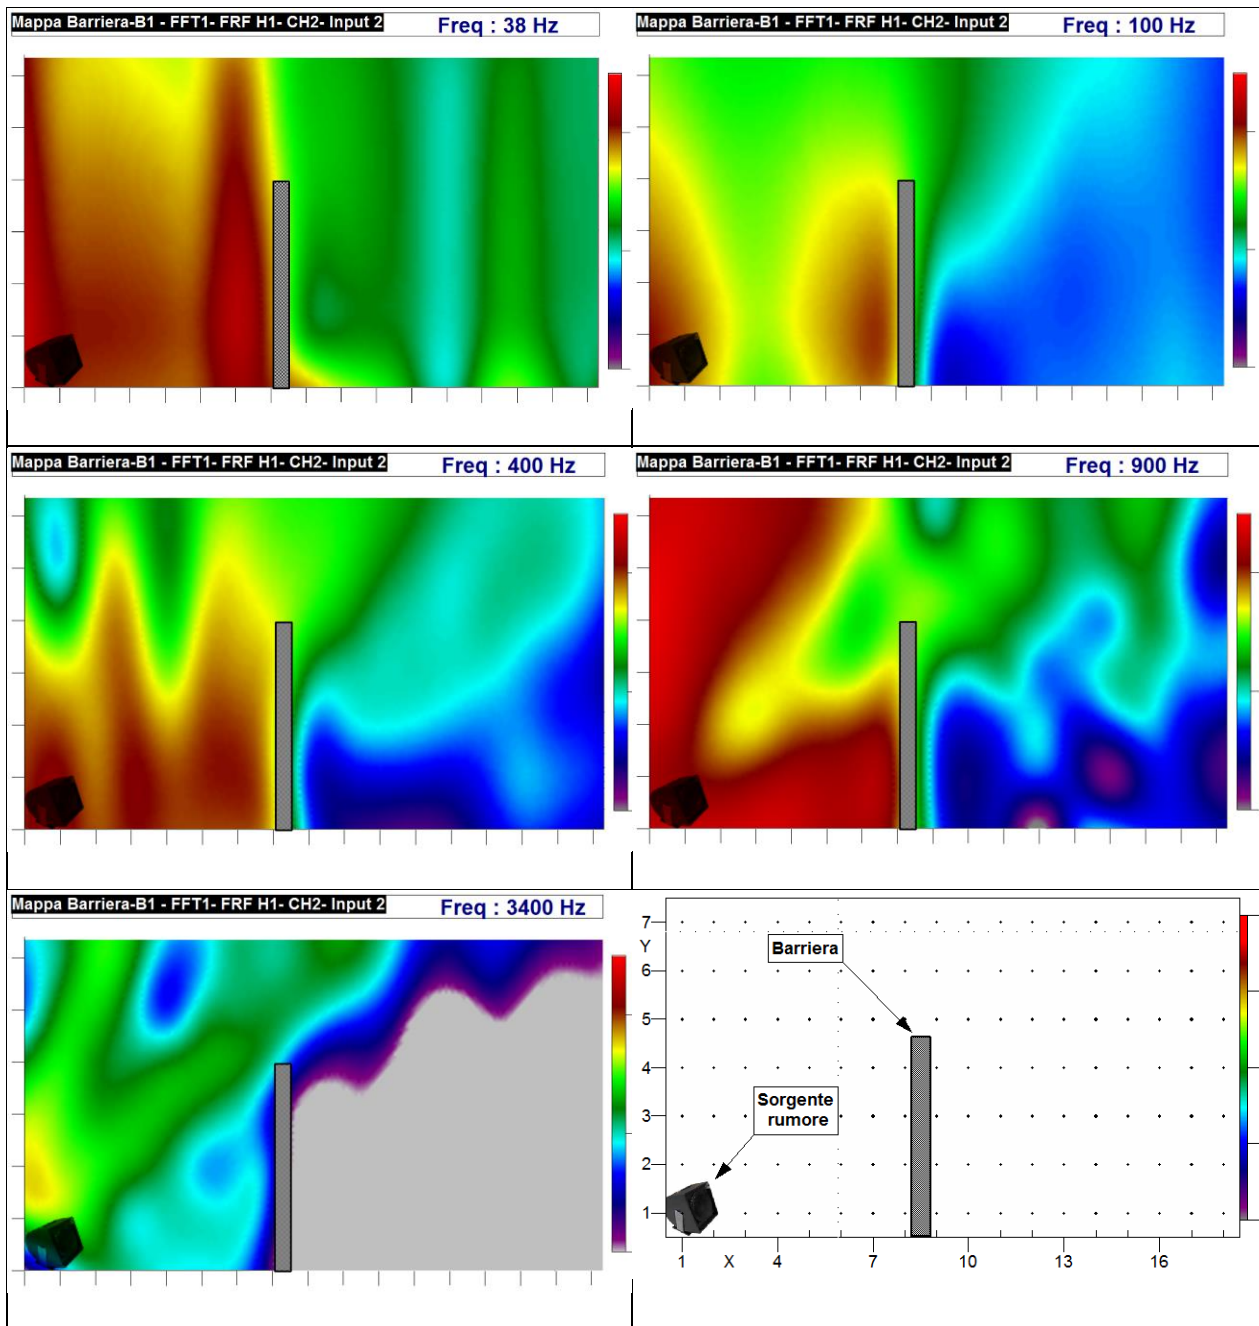 Mappa Barriera-B1 - FFT1- FRF H1- CH2- Input 2
Freq : 38 Hz
Mappa Barriera-B1 - FFT1- FRF H1- CH2- Input 2
Freq : 100 Hz
Mappa Barriera-B1 - FFT1- FRF H1- CH2- Input 2
Freq : 400 Hz
Mappa Barriera-B1 - FFT1- FRF H1- CH2- Input 2
Freq : 900 Hz
Mappa Barriera-B1 - FFT1- FRF H1- CH2- Input 2
Freq : 3400 Hz
7
Y
6
5
4
3
2
1
Barriera
Sorgente
rumore
1 X 4 7 10 13 16